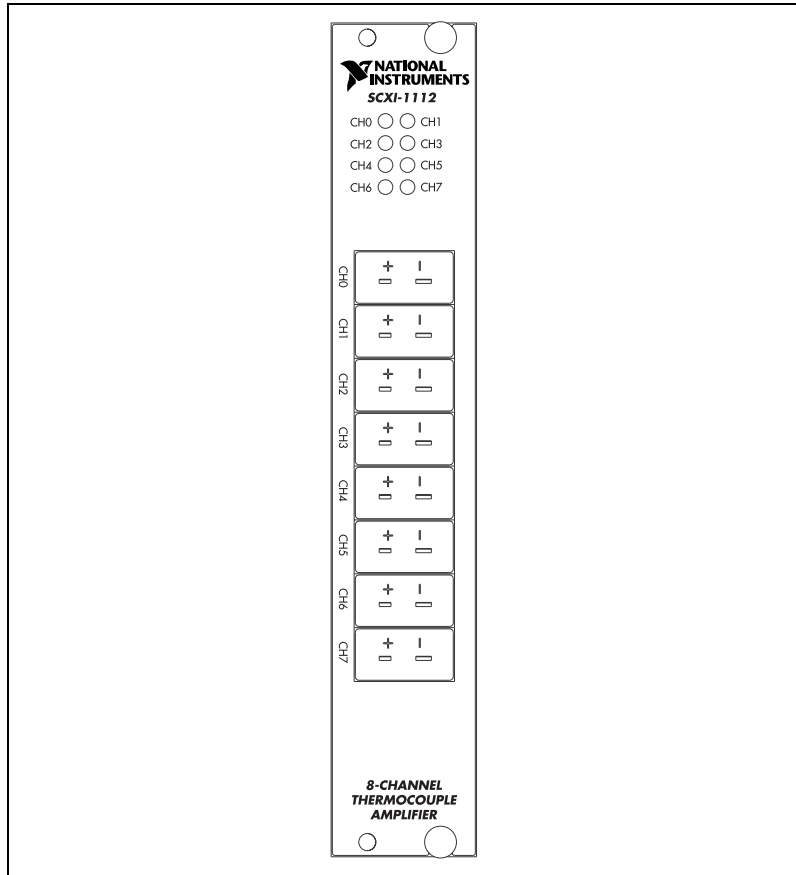 NATIONAL
INSTRUMENTS
SCXI-1112
CH0 CH1
CH2 CH3
CH4 CH5
CH6 CH7
CH0
+ −
CH1
+ −
CH2
+ −
CH3
+ −
CH4
+ −
CH5
+ −
CH6
+ −
CH7
+ −
8-CHANNEL
THERMOCOUPLE
AMPLIFIER